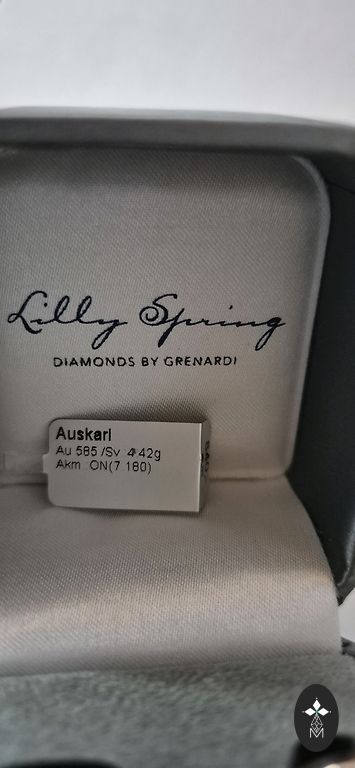 Lilly Spring
DIAMONDS BY GRENARDI
Auskari
Au 585 /Sv 4.42g
Akm ON(7 180)
M